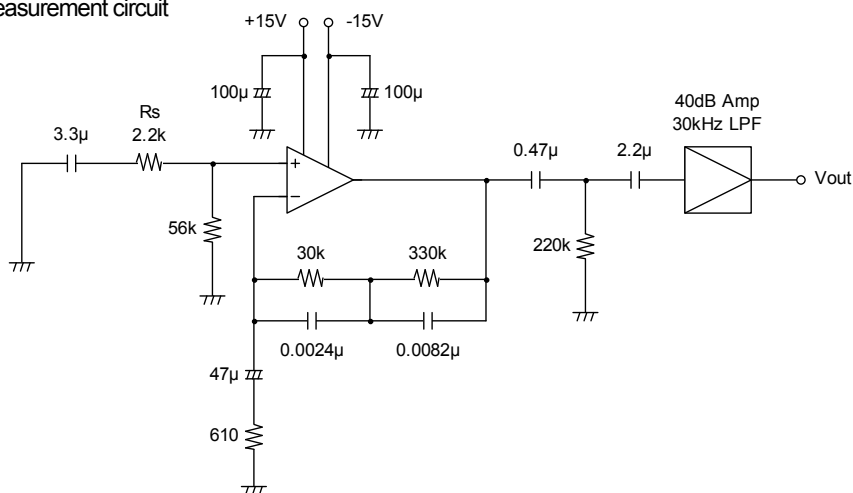 easurement circuit
+15V
-15V
100µ
100µ
Rs
2.2k
3.3µ
+
−
56k
40dB Amp
30kHz LPF
0.47µ
2.2µ
Vout
220k
30k
330k
0.0024µ
0.0082µ
47µ
610